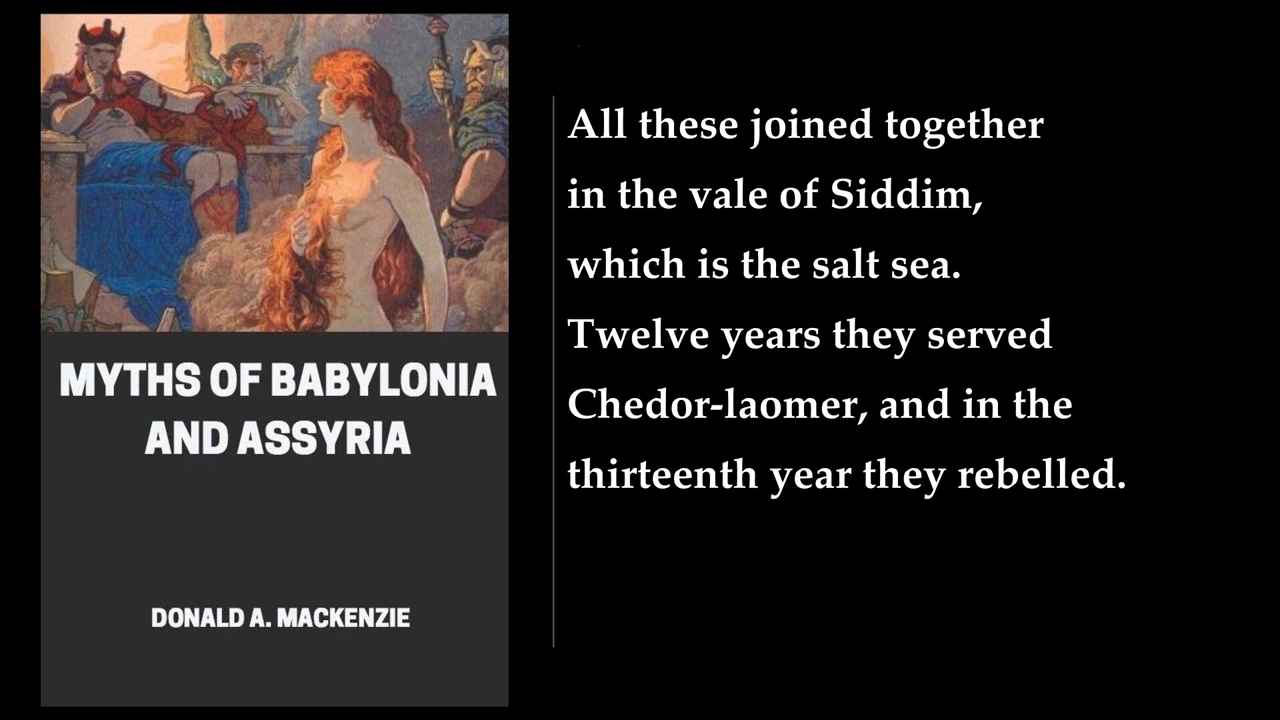 MYTHS OF BABYLONIA
AND ASSYRIA
DONALD A. MACKENZIE
All these joined together
in the vale of Siddim,
which is the salt sea.
Twelve years they served
Chedor-laomer, and in the
thirteenth year they rebelled.